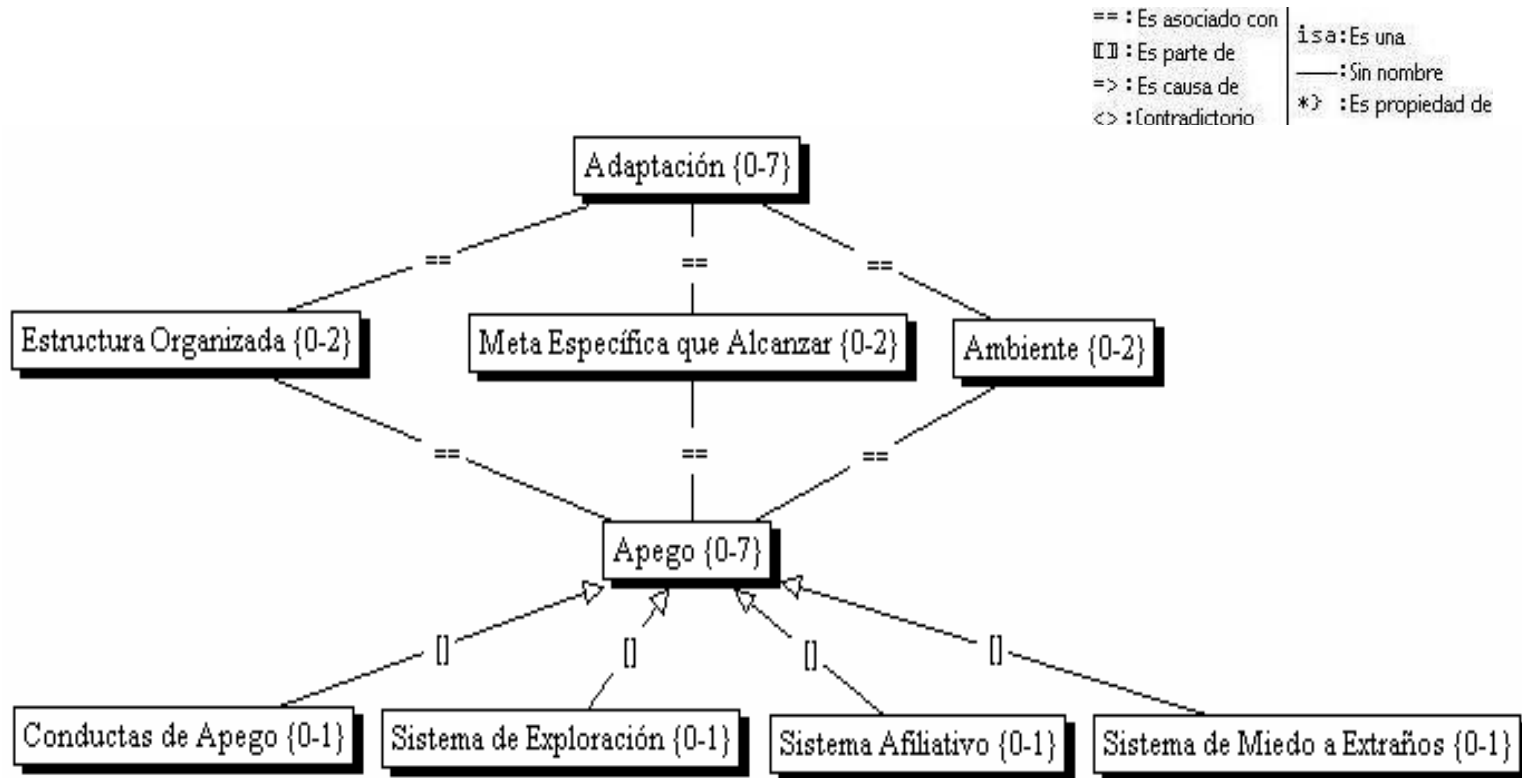 == : Es asociado con
[] : Es parte de
=> : Es causa de
<> : Contradictorio
isa:Es una
——:Sin nombre
*} :Es propiedad de
Adaptación {0-7}
== == ==
Estructura Organizada {0-2} Meta Específica que Alcanzar {0-2} Ambiente {0-2}
== == ==
Apego {0-7}
[] [] [] []
Conductas de Apego {0-1} Sistema de Exploración {0-1} Sistema Afiliativo {0-1} Sistema de Miedo a Extraños {0-1}